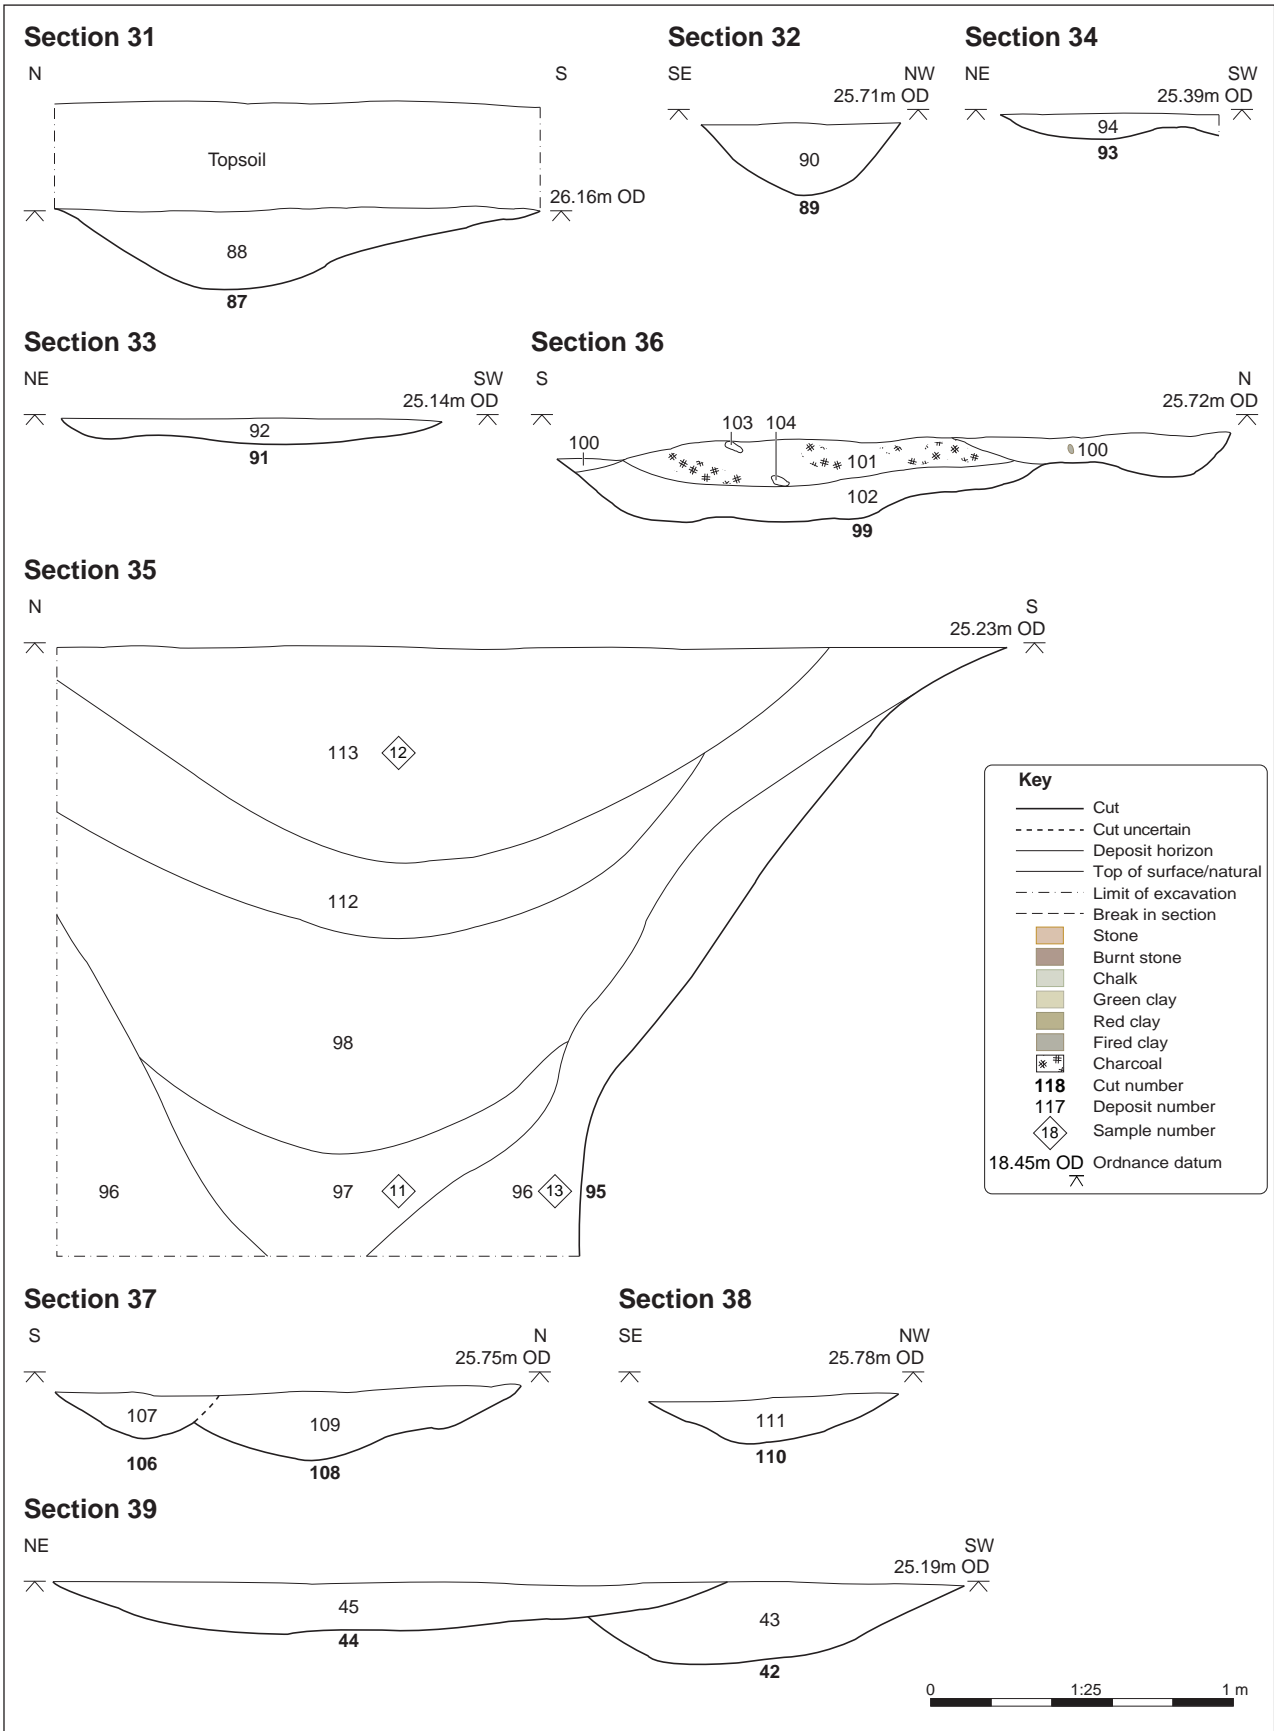 Section 31
N
S
Topsoil
26.16m OD
88
87
Section 32
SE
NW
25.71m OD
90
89
Section 34
NE
SW
25.39m OD
94
93
Section 33
NE
SW
25.14m OD
92
91
Section 36
S
N
25.72m OD
103 104
100
101
100
102
99
Section 35
N
S
25.23m OD
113 12
112
98
96
97 11
96 13 95
Key
Cut
Cut uncertain
Deposit horizon
Top of surface/natural
Limit of excavation
Break in section
Stone
Burnt stone
Chalk
Green clay
Red clay
Fired clay
Charcoal
118 Cut number
117 Deposit number
18 Sample number
18.45m OD Ordnance datum
Section 37
S
N
25.75m OD
107
109
106
108
Section 38
SE
NW
25.78m OD
111
110
Section 39
NE
SW
25.19m OD
45
43
44
42
0 1:25 1 m